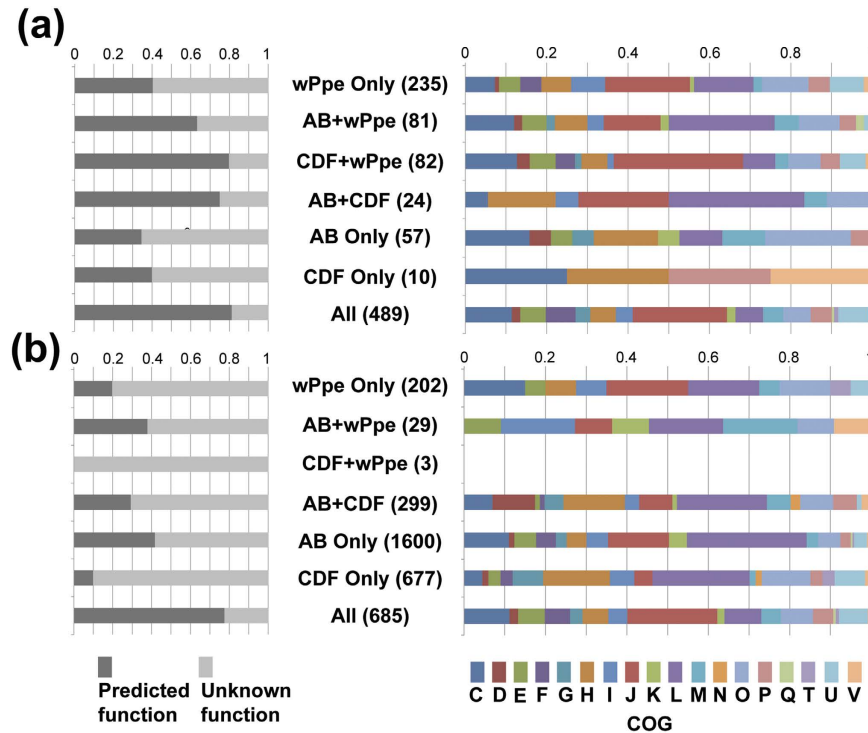 (a)
0 0.2 0.4 0.6 0.8 1
0 0.2 0.4 0.6 0.8
wPpe Only (235)
AB+wPpe (81)
CDF+wPpe (82)
AB+CDF (24)
AB Only (57)
CDF Only (10)
All (489)
(b)
0 0.2 0.4 0.6 0.8 1
0 0.2 0.4 0.6 0.8
wPpe Only (202)
AB+wPpe (29)
CDF+wPpe (3)
AB+CDF (299)
AB Only (1600)
CDF Only (677)
All (685)
Predicted function
Unknown function
C D E F G H I J K L M N O P Q T U V
COG